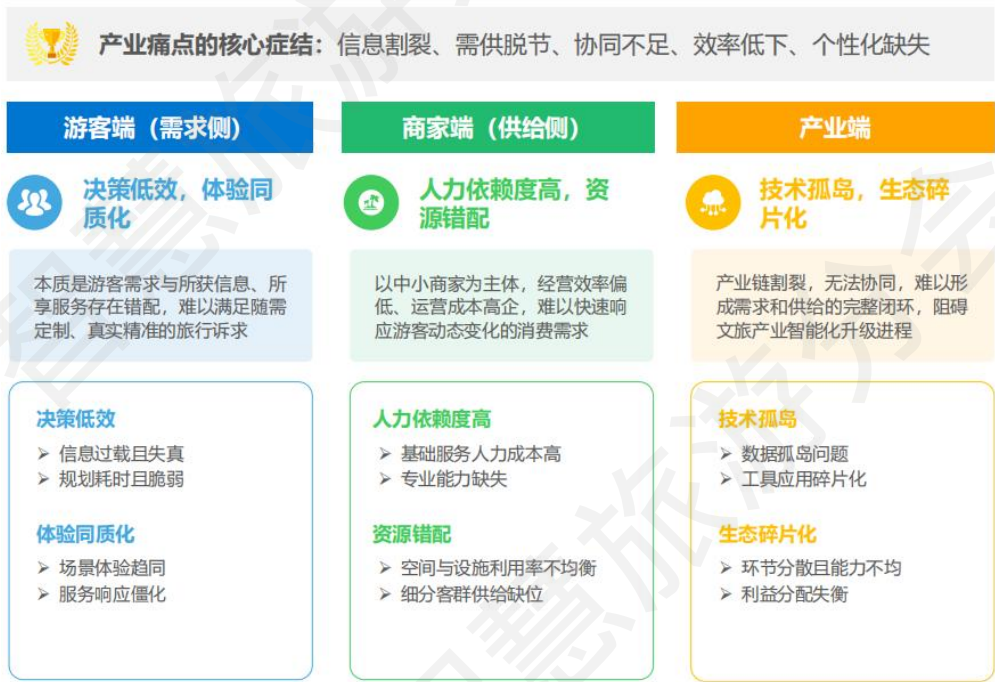 产业痛点的核心症结：信息割裂、需供脱节、协同不足、效率低下、个性化缺失
游客端（需求侧）
决策低效，体验同
质化
本质是游客需求与所获信息、所
享服务存在错配，难以满足随需
定制、真实精准的旅行诉求
决策低效
➢ 信息过载且失真
➢ 规划耗时且脆弱
体验同质化
➢ 场景体验趋同
➢ 服务响应僵化
商家端（供给侧）
人力依赖度高，资
源错配
以中小商家为主体，经营效率偏
低、运营成本高企，难以快速响
应游客动态变化的消费需求
人力依赖度高
➢ 基础服务人力成本高
➢ 专业能力缺失
资源错配
➢ 空间与设施利用率不均衡
➢ 细分客群供给缺位
产业端
技术孤岛，生态碎
片化
产业链割裂，无法协同，难以形
成需求和供给的完整闭环，阻碍
文旅产业智能化升级进程
技术孤岛
➢ 数据孤岛问题
➢ 工具应用碎片化
生态碎片化
➢ 环节分散且能力不均
➢ 利益分配失衡
智慧旅游分会
智慧旅游